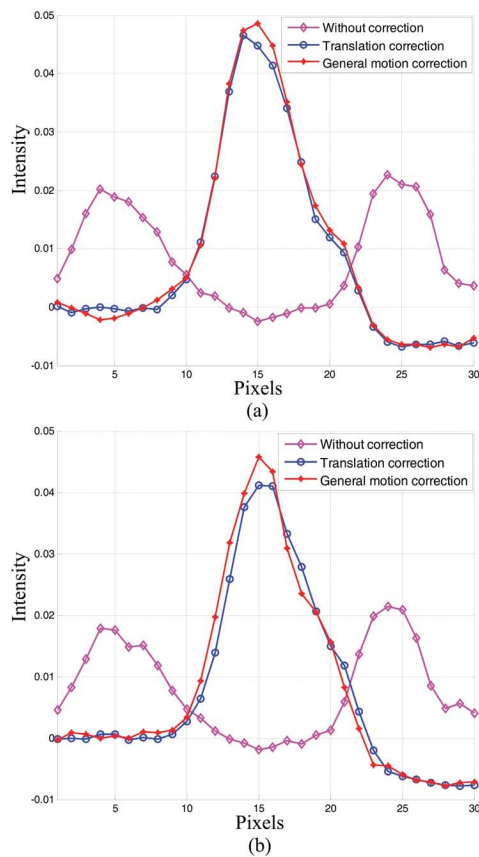 0.05
0.04
0.03
0.02
0.01
0
-0.01
Intensity
Without correction
Translation correction
General motion correction
5
10
15
20
25
30
Pixels
(a)
0.05
0.04
0.03
0.02
0.01
0
-0.01
Intensity
Without correction
Translation correction
General motion correction
5
10
15
20
25
30
Pixels
(b)